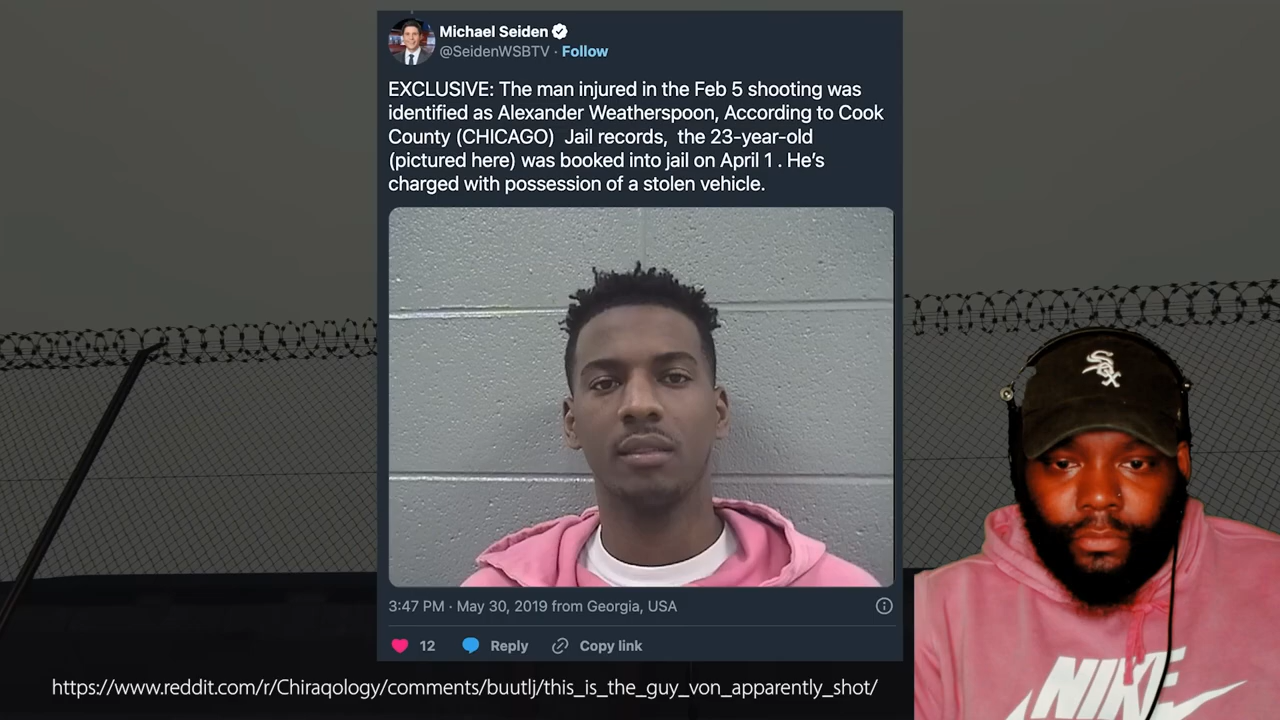 Michael Seiden
@SeidenWSBTV · Follow
EXCLUSIVE: The man injured in the Feb 5 shooting was
identified as Alexander Weatherspoon, According to Cook
County (CHICAGO) Jail records, the 23-year-old
(pictured here) was booked into jail on April 1 . He’s
charged with possession of a stolen vehicle.
3:47 PM · May 30, 2019 from Georgia, USA
12 Reply Copy link
SOX
NIKE
https://www.reddit.com/r/Chiraqology/comments/buutlj/this_is_the_guy_von_apparently_shot/